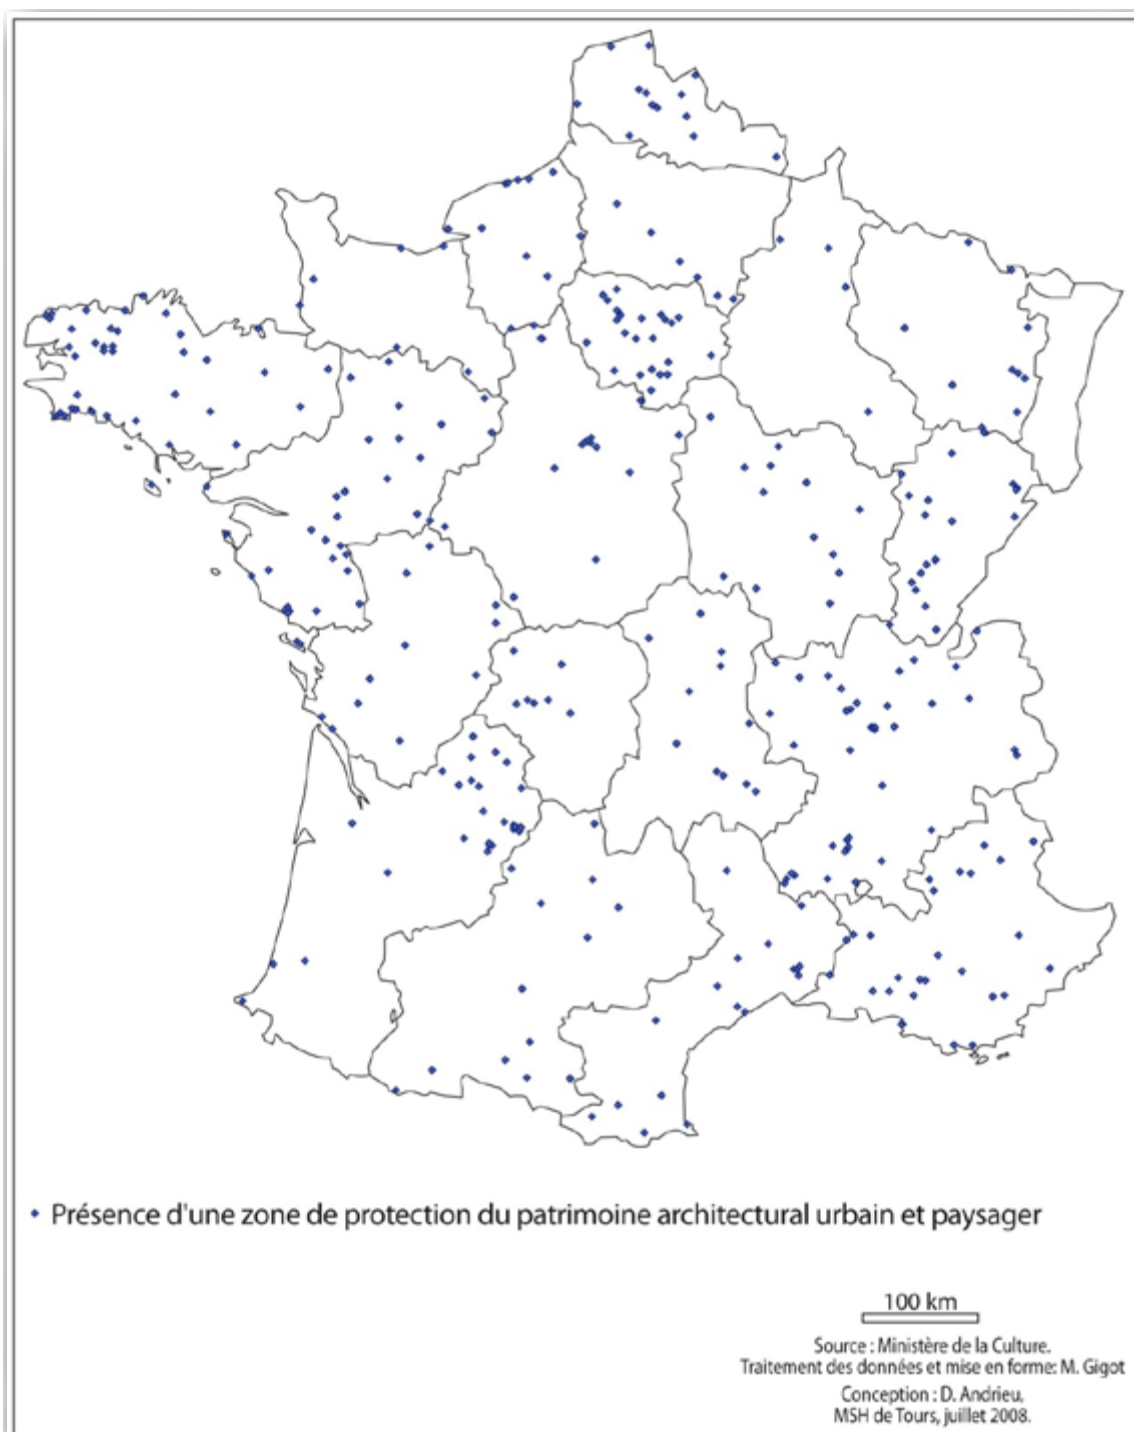 Présence d'une zone de protection du patrimoine architectural urbain et paysager
100 km
Source : Ministère de la Culture.
Traitement des données et mise en forme: M. Gigot
Conception : D. Andrieu,
MSH de Tours, juillet 2008.